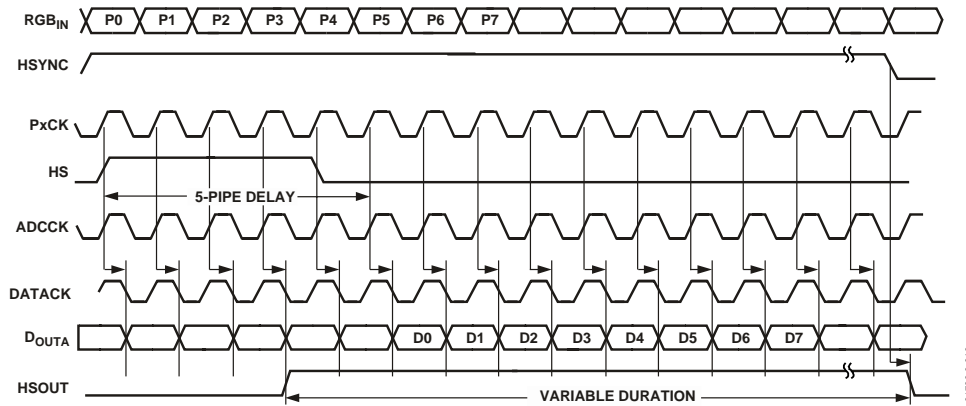 RGBIN P0 P1 P2 P3 P4 P5 P6 P7
HSYNC
PxCK
HS
5-PIPE DELAY
ADCCK
DATACK
DOUTA D0 D1 D2 D3 D4 D5 D6 D7
HSOUT
VARIABLE DURATION